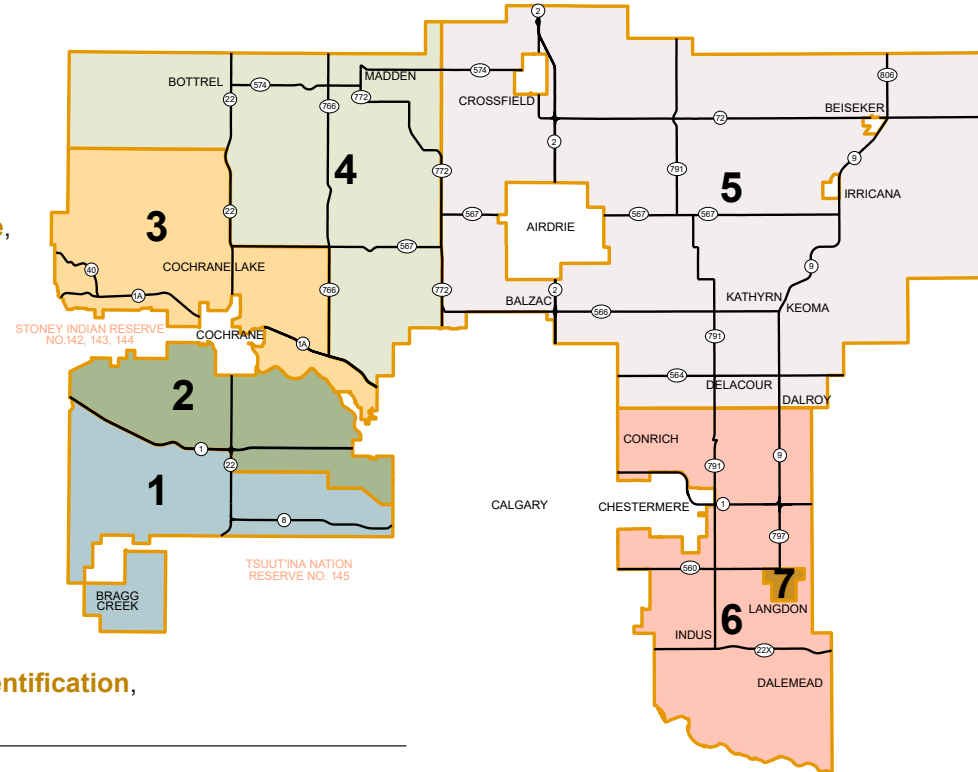 2
806
BOTTREL
574
MADDEN
574
22
772
766
CROSSFIELD
BEISEKER
72
2
9
4
772
791
5
IRRICANA
3
22
567
567
567
e,
AIRDRIE
567
COCHRANE LAKE
40
9
1A
766
772
2
BALZAC
KATHYRN
KEOMA
566
STONEY INDIAN RESERVE
NO.142, 143, 144
COCHRANE
1A
791
564
DELACOUR
2
DALROY
CONRICH
1
22
791
9
1
CALGARY
CHESTERMERE
1
8
797
TSUUT'INA NATION
RESERVE NO. 145
560
7
BRAGG
CREEK
LANGDON
6
INDUS
22X
entification,
DALEMEAD